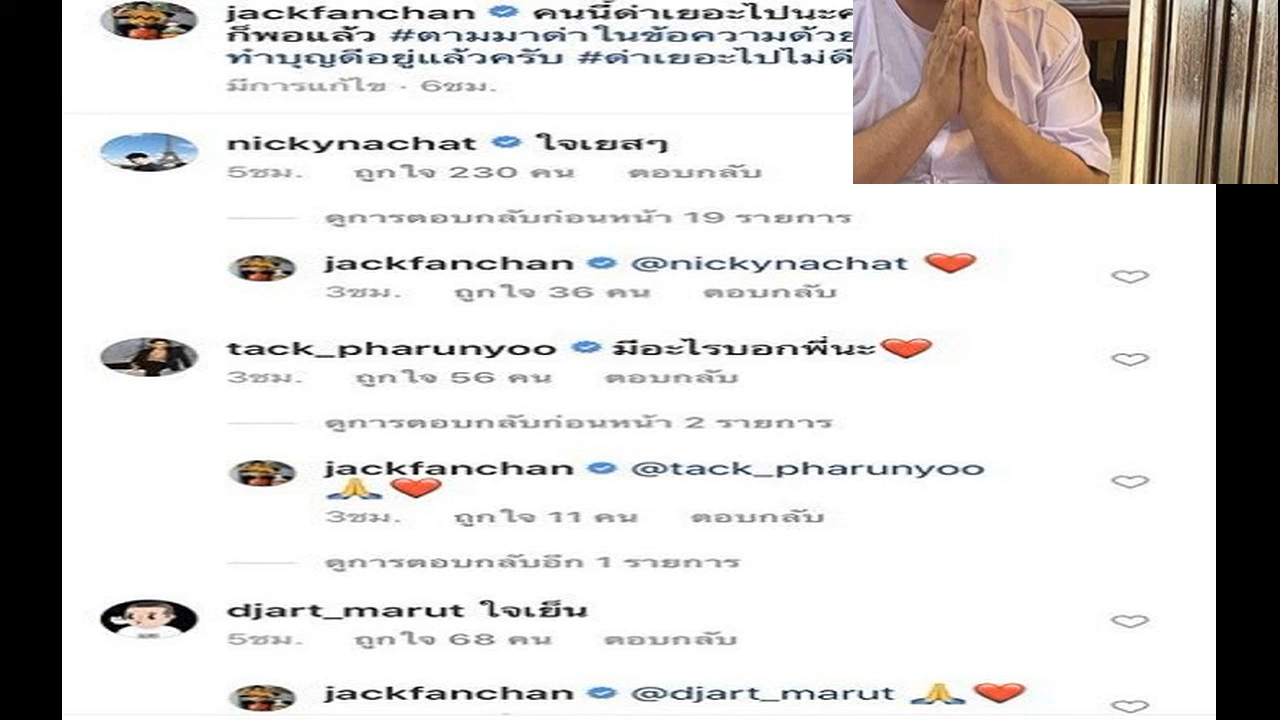 jackfanchan คนนี้ด่าเยอะไปนะค
ก็พอแล้ว #ตามมาด่าในข้อความด้วย
ทำบุญดีอยู่แล้วครับ #ด่าเยอะไปไม่ดี
มีการแก้ไข · 6ชม.
nickynachat ใจเยสๆ
5ชม. ถูกใจ 230 คน ตอบกลับ
ดูการตอบกลับก่อนหน้า 19 รายการ
jackfanchan @nickynachat ❤️
3ชม. ถูกใจ 36 คน ตอบกลับ
tack_pharunyoo มีอะไรบอกพี่นะ❤️
3ชม. ถูกใจ 56 คน ตอบกลับ
ดูการตอบกลับก่อนหน้า 2 รายการ
jackfanchan @tack_pharunyoo
🙏 ❤️
3ชม. ถูกใจ 11 คน ตอบกลับ
ดูการตอบกลับอีก 1 รายการ
djart_marut ใจเย็น
5ชม. ถูกใจ 68 คน ตอบกลับ
jackfanchan @djart_marut 🙏❤️